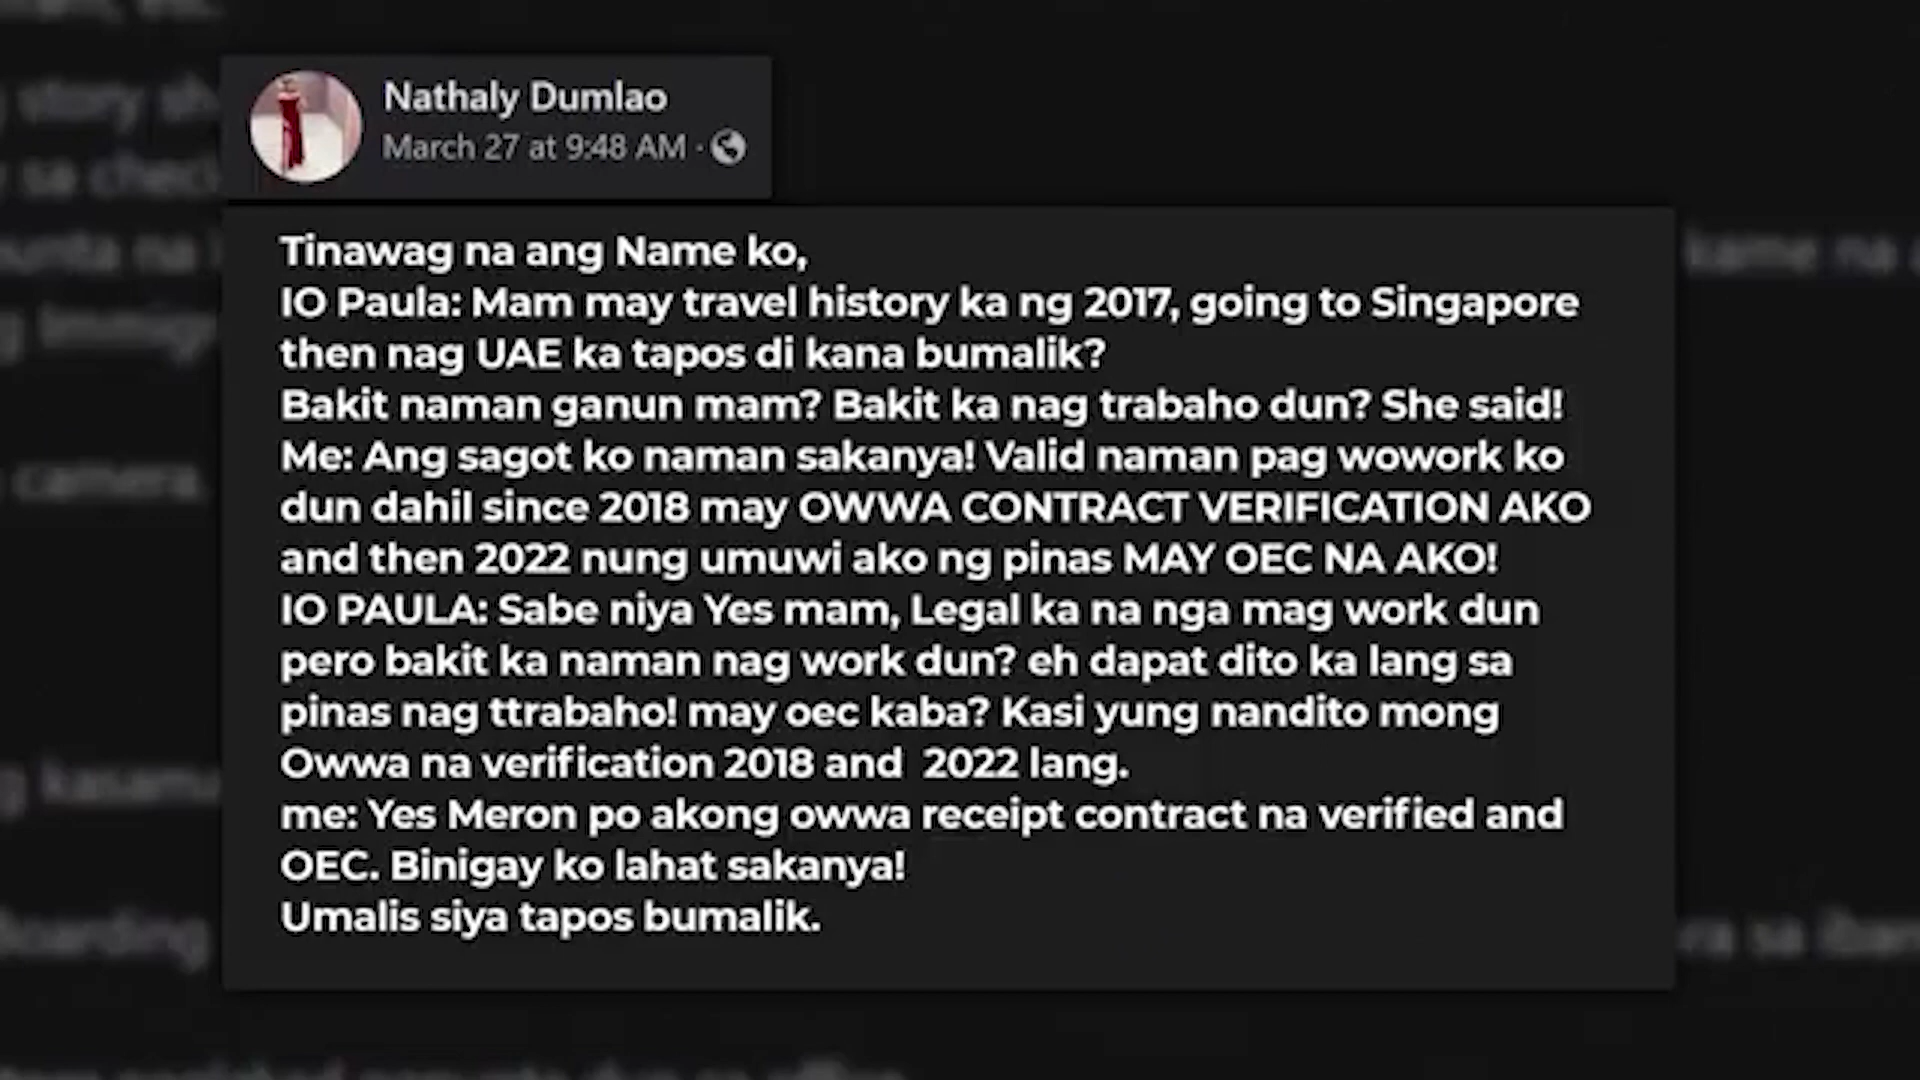 Nathaly Dumlao
March 27 at 9:48 AM ·
Tinawag na ang Name ko,
IO Paula: Mam may travel history ka ng 2017, going to Singapore
then nag UAE ka tapos di kana bumalik?
Bakit naman ganun mam? Bakit ka nag trabaho dun? She said!
Me: Ang sagot ko naman sakanya! Valid naman pag wowork ko
dun dahil since 2018 may OWWA CONTRACT VERIFICATION AKO
and then 2022 nung umuwi ako ng pinas MAY OEC NA AKO!
IO PAULA: Sabe niya Yes mam, Legal ka na nga mag work dun
pero bakit ka naman nag work dun? eh dapat dito ka lang sa
pinas nag ttrabaho! may oec kaba? Kasi yung nandito mong
Owwa na verification 2018 and  2022 lang.
me: Yes Meron po akong owwa receipt contract na verified and
OEC. Binigay ko lahat sakanya!
Umalis siya tapos bumalik.